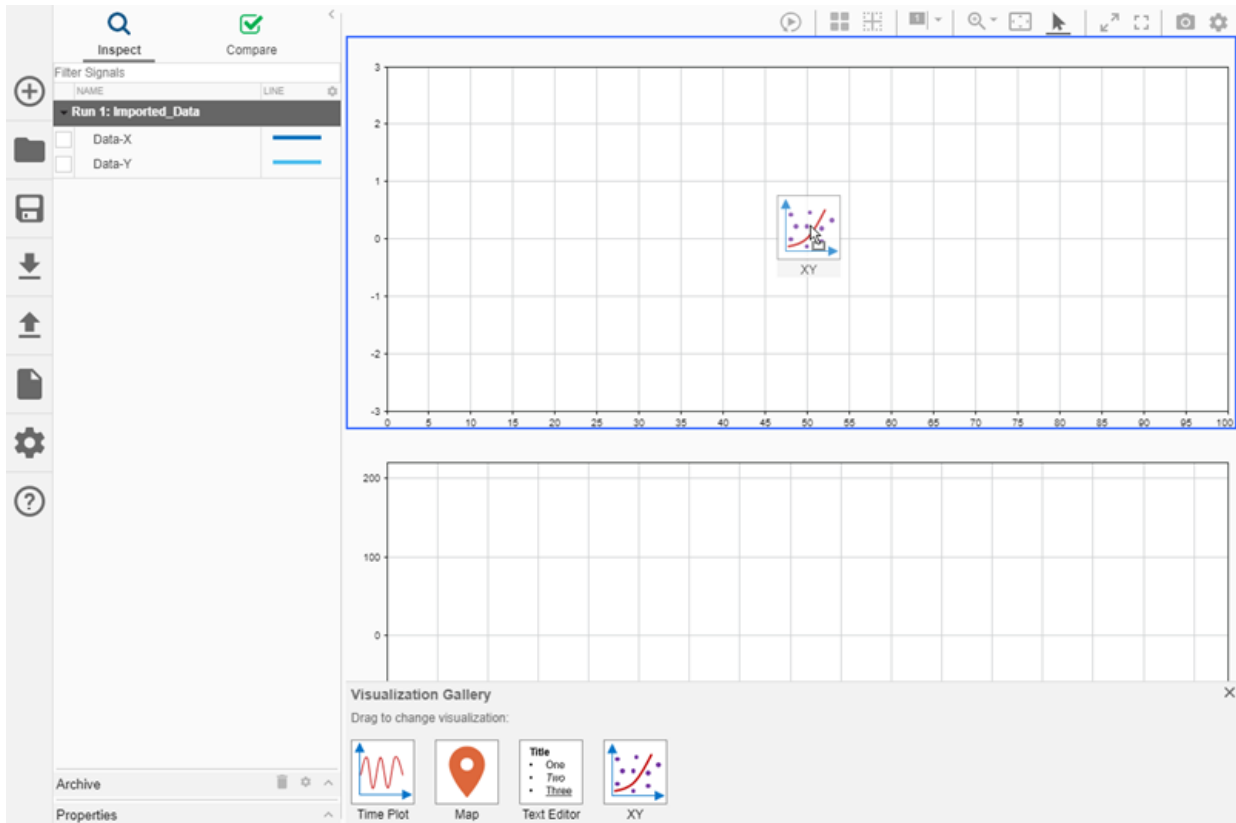 Inspect
Compare
Filter Signals
NAME LINE
Run 1: Imported_Data
Data-X
Data-Y
Archive
Properties
1
3
2
1
0
-1
-2
-3
0 5 10 15 20 25 30 35 40 45 50 55 60 65 70 75 80 85 90 95 100
XY
200
100
0
Visualization Gallery
Drag to change visualization:
Title
• One
• Two
• Three
Time Plot Map Text Editor XY